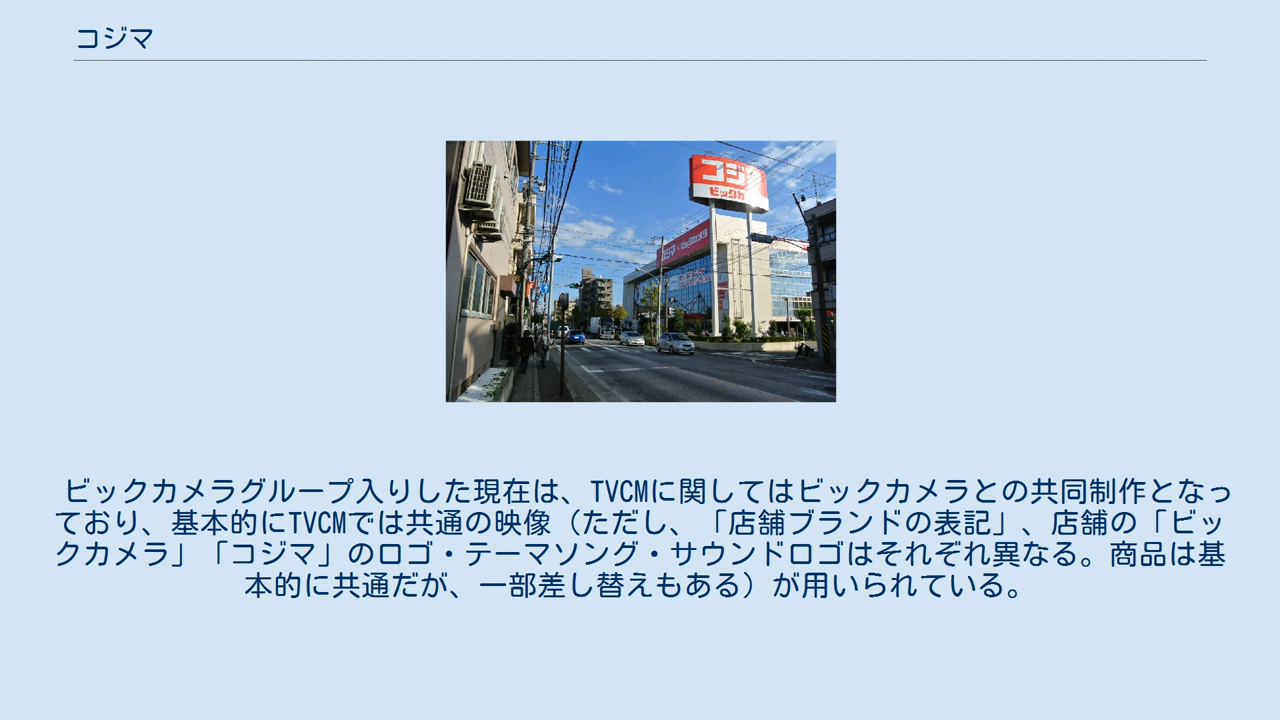 コジマ
コジ
ビックカ
コジマ×ビックカメラ
ビックカメラグループ入りした現在は、TVCMに関してはビックカメラとの共同制作となっ
ており、基本的にTVCMでは共通の映像（ただし、「店舗ブランドの表記」、店舗の「ビッ
クカメラ」「コジマ」のロゴ・テーマソング・サウンドロゴはそれぞれ異なる。商品は基
本的に共通だが、一部差し替えもある）が用いられている。